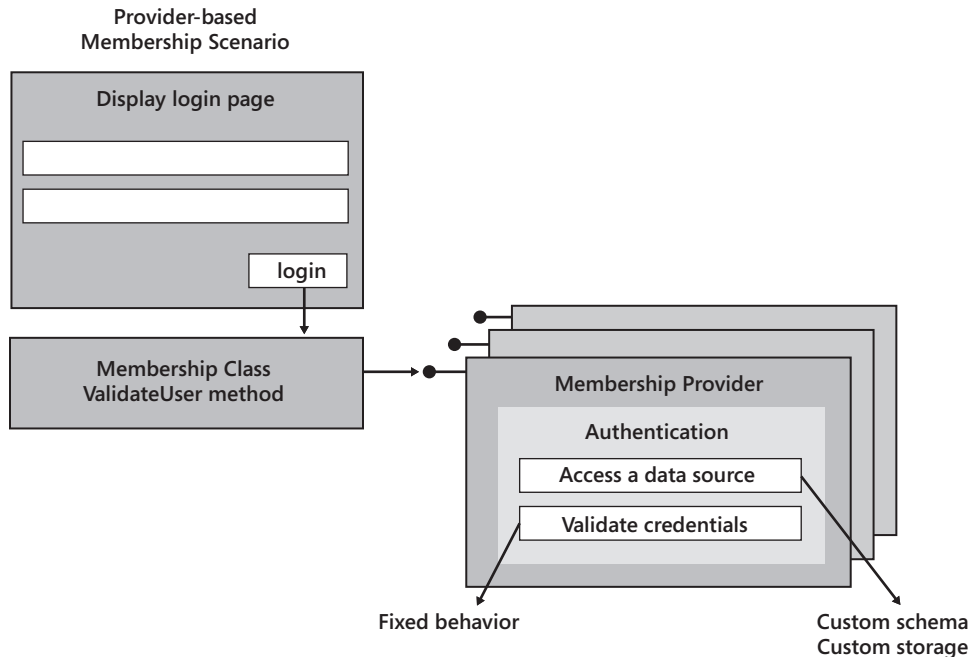 Provider-based
Membership Scenario
Display login page
login
Membership Class
ValidateUser method
Membership Provider
Authentication
Access a data source
Validate credentials
Fixed behavior
Custom schema
Custom storage